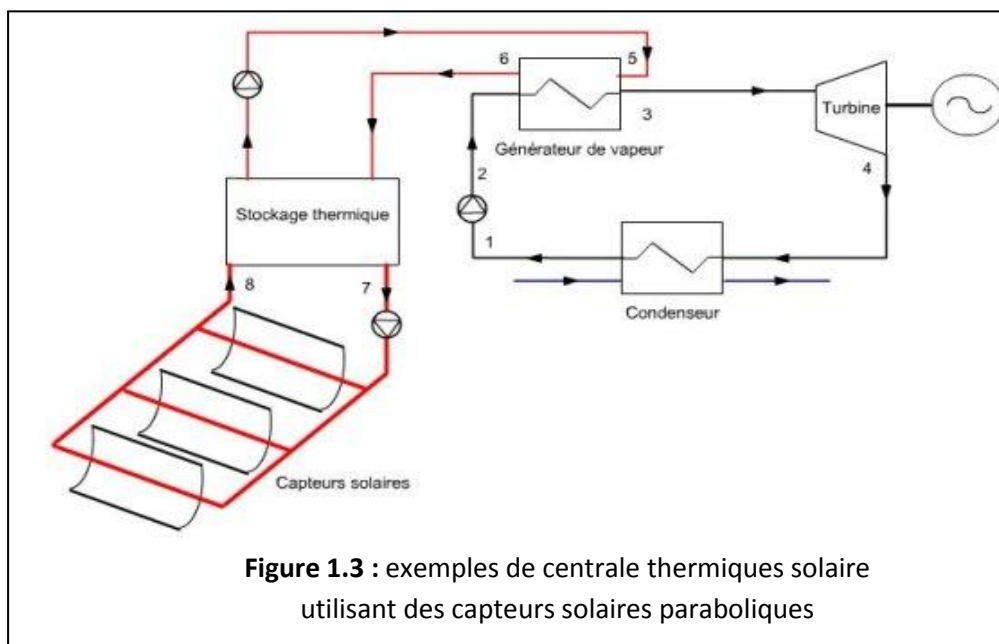 6
5
Turbine
3
Générateur de vapeur
4
2
Stockage thermique
1
8
7
Condenseur
Capteurs solaires
Figure 1.3 : exemples de centrale thermiques solaire
utilisant des capteurs solaires paraboliques